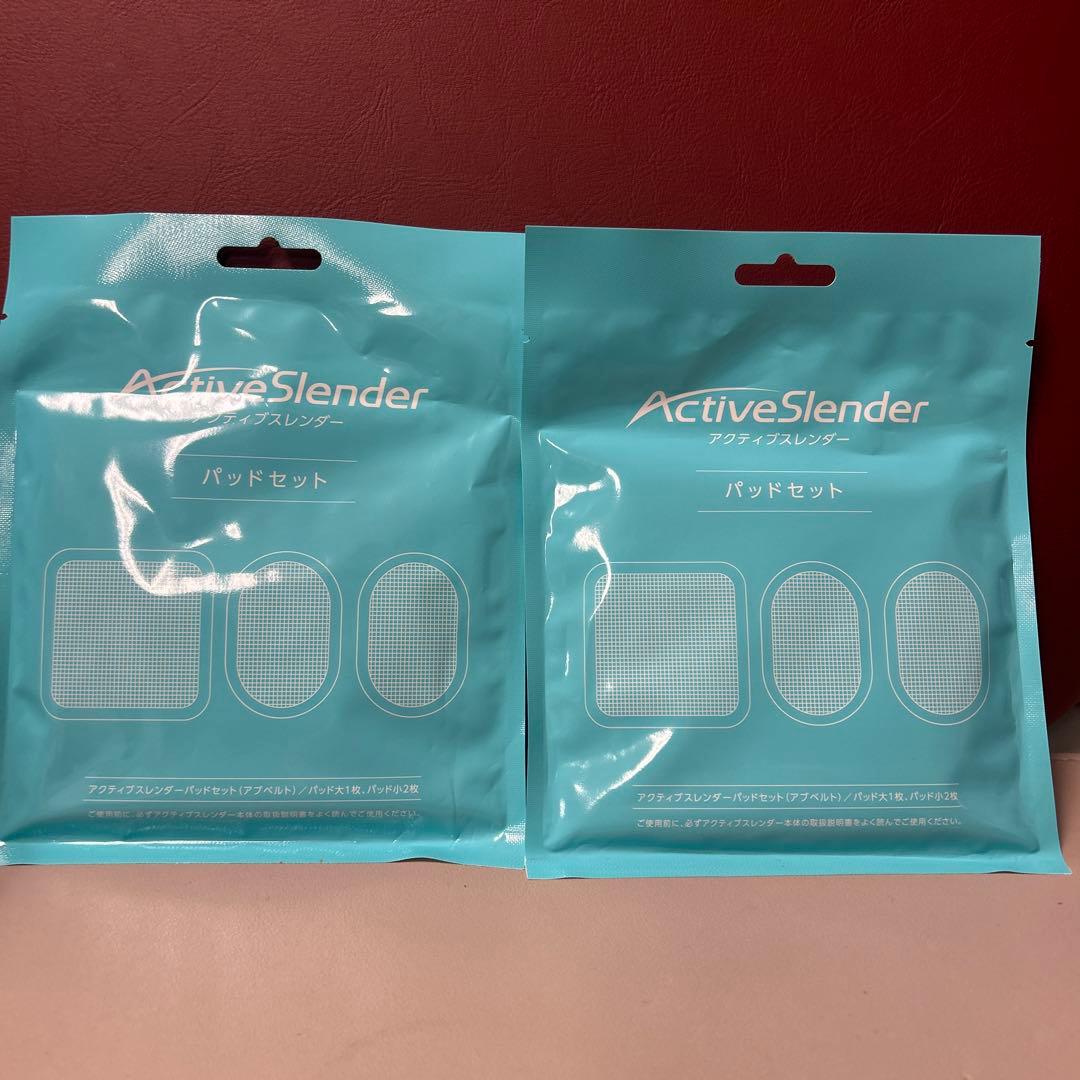 ActiveSlender
アクティブスレンダー
パッドセット
アクティブスレンダーパッドセット(アブベルト)/パッド大1枚、パッド小2枚
ご使用前に、必ずアクティブスレンダー本体の取扱説明書をよく読んでご使用ください。
ActiveSlender
アクティブスレンダー
パッドセット
アクティブスレンダーパッドセット(アブベルト)/パッド大1枚、パッド小2枚
ご使用前に、必ずアクティブスレンダー本体の取扱説明書をよく読んでご使用ください。